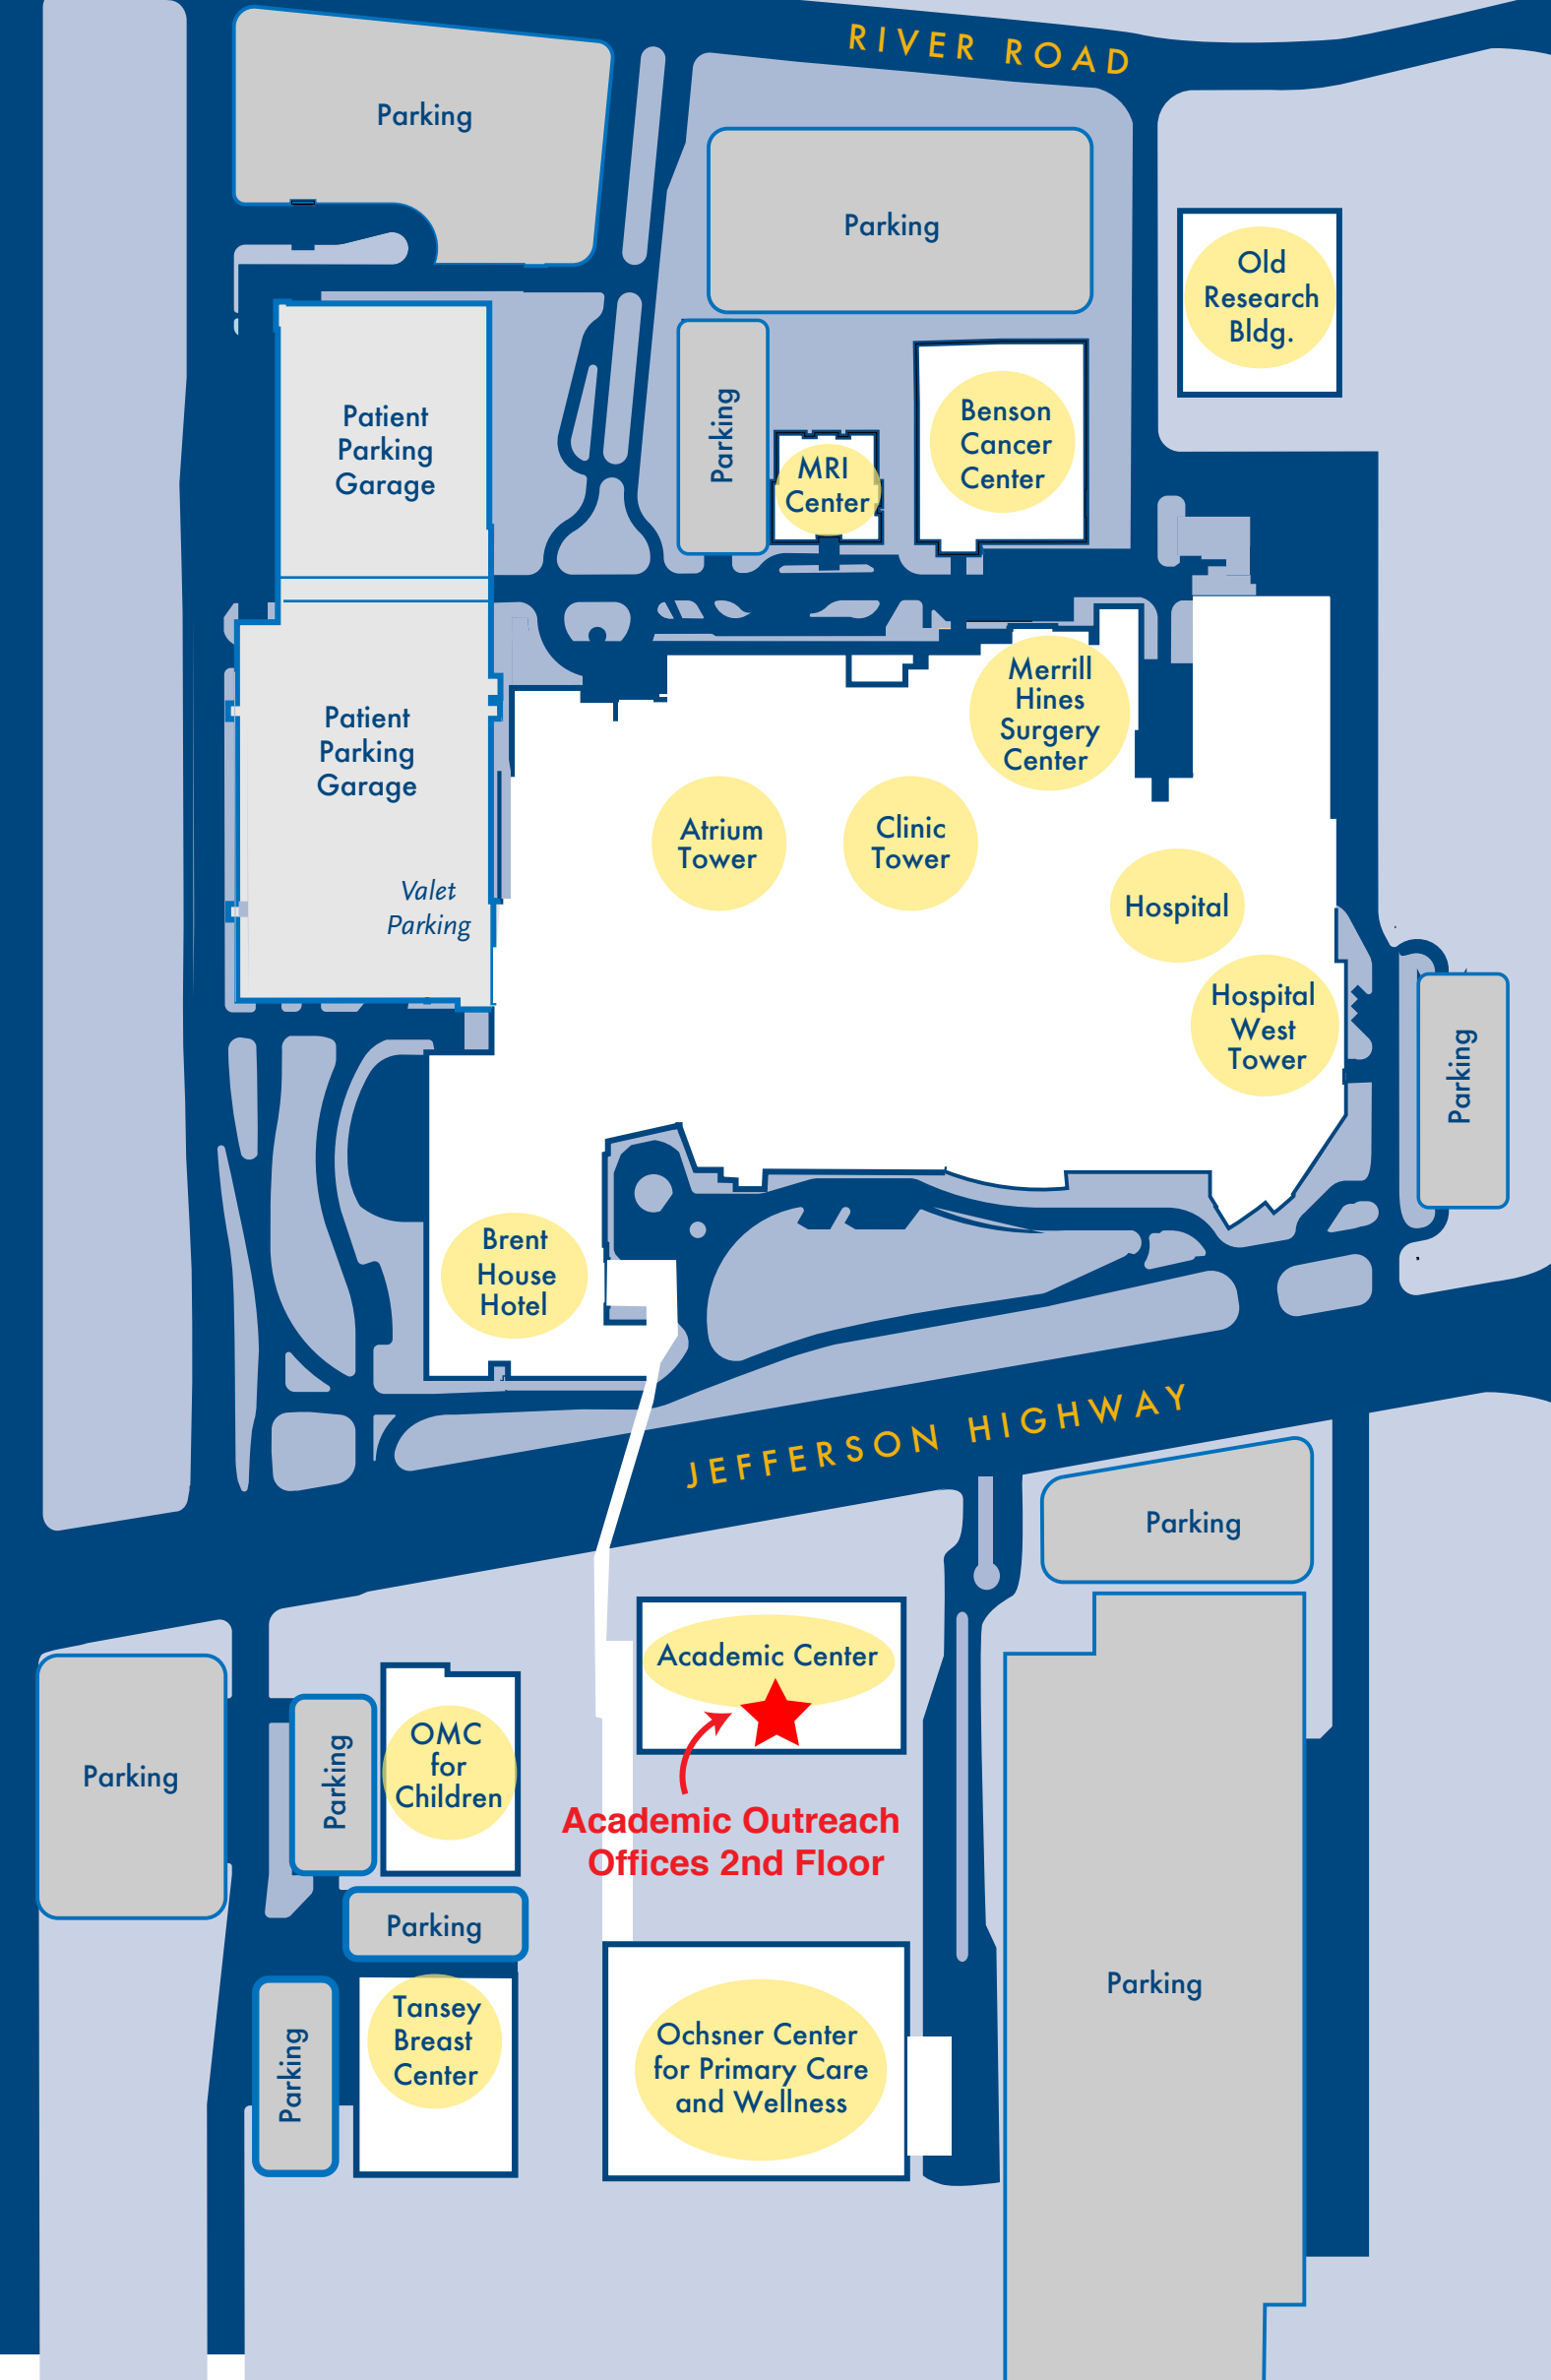 RIVER ROAD
Parking
Parking
Old
Research
Bldg.
Patient
Parking
Garage
Parking
MRI
Center
Benson
Cancer
Center
Patient
Parking
Garage
Valet
Parking
Merrill
Hines
Surgery
Center
Atrium
Tower
Clinic
Tower
Hospital
Hospital
West
Tower
Parking
Brent
House
Hotel
JEFFERSON HIGHWAY
Parking
Academic Center
Parking
Parking
OMC
for
Children
Academic Outreach
Offices 2nd Floor
Parking
Parking
Parking
Tansey
Breast
Center
Ochsner Center
for Primary Care
and Wellness